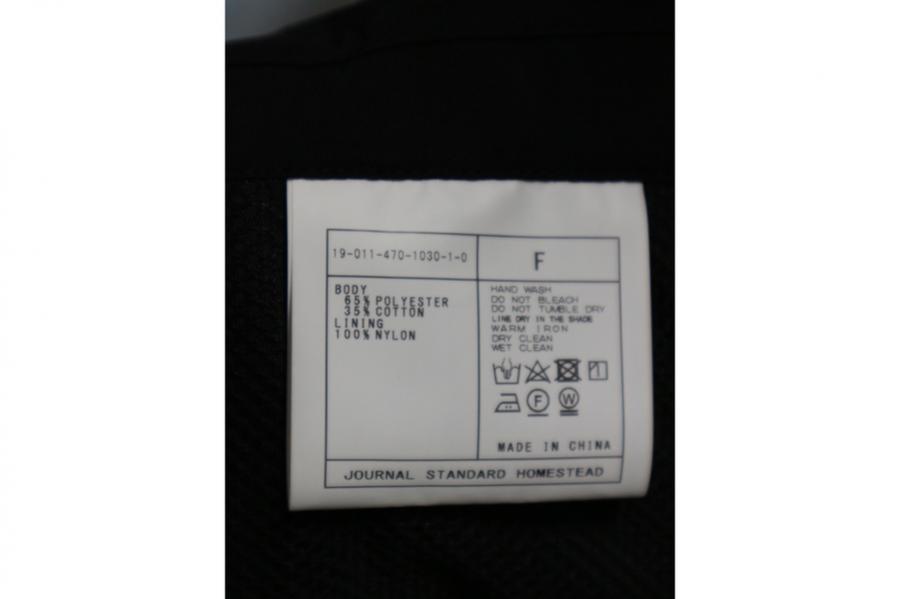 19-011-470-1030-1-0
F
BODY
65% POLYESTER
35% COTTON
LINING
100% NYLON
HAND WASH
DO NOT BLEACH
DO NOT TUMBLE DRY
LINE DRY IN THE SHADE
WARM IRON
DRY CLEAN
WET CLEAN
F
W
MADE IN CHINA
JOURNAL STANDARD HOMESTEAD